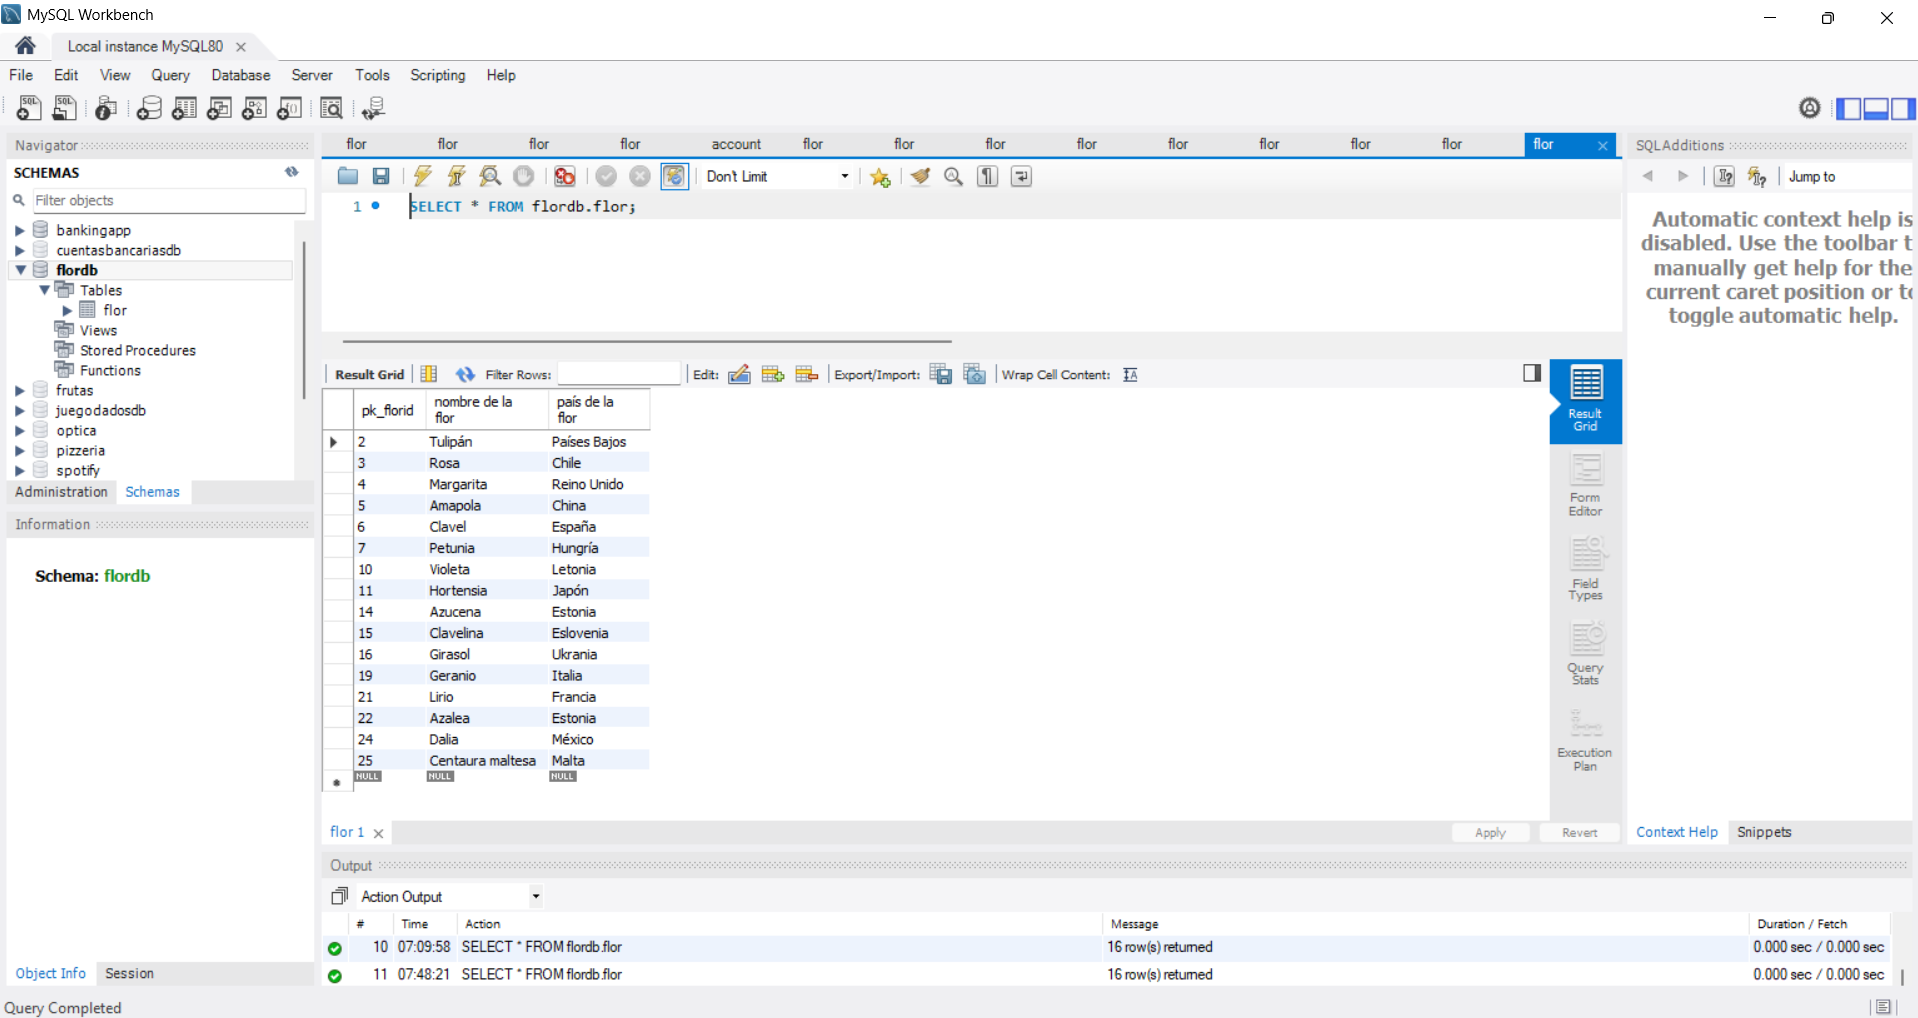 MySQL Workbench
Local instance MySQL80
File Edit View Query Database Server Tools Scripting Help
Navigator
SCHEMAS
Filter objects
bankingapp
cuentasbancariasdb
flordb
Tables
flor
Views
Stored Procedures
Functions
frutas
juegodadosdb
optica
pizzeria
spotify
Administration Schemas
Information
Schema: flordb
Object Info Session
flor flor flor flor account flor flor flor flor flor flor flor flor flor
Don't Limit
1 SELECT * FROM flordb.flor;
Result Grid Filter Rows: Edit: Export/Import: Wrap Cell Content:
pk_florid nombre de la flor país de la flor
2 Tulipán Países Bajos
3 Rosa Chile
4 Margarita Reino Unido
5 Amapola China
6 Clavel España
7 Petunia Hungría
10 Violeta Letonia
11 Hortensia Japón
14 Azucena Estonia
15 Clavelina Eslovenia
16 Girasol Ukrania
19 Geranio Italia
21 Lirio Francia
22 Azalea Estonia
24 Dalia México
25 Centaura maltesa Malta
NULL NULL NULL
Result Grid
Form Editor
Field Types
Query Stats
Execution Plan
flor 1 Apply Revert
SQLAdditions
Jump to
Automatic context help is
disabled. Use the toolbar t
manually get help for the
current caret position or to
toggle automatic help.
Context Help Snippets
Output
Action Output
# Time Action Message Duration / Fetch
10 07:09:58 SELECT * FROM flordb.flor 16 row(s) returned 0.000 sec / 0.000 sec
11 07:48:21 SELECT * FROM flordb.flor 16 row(s) returned 0.000 sec / 0.000 sec
Query Completed